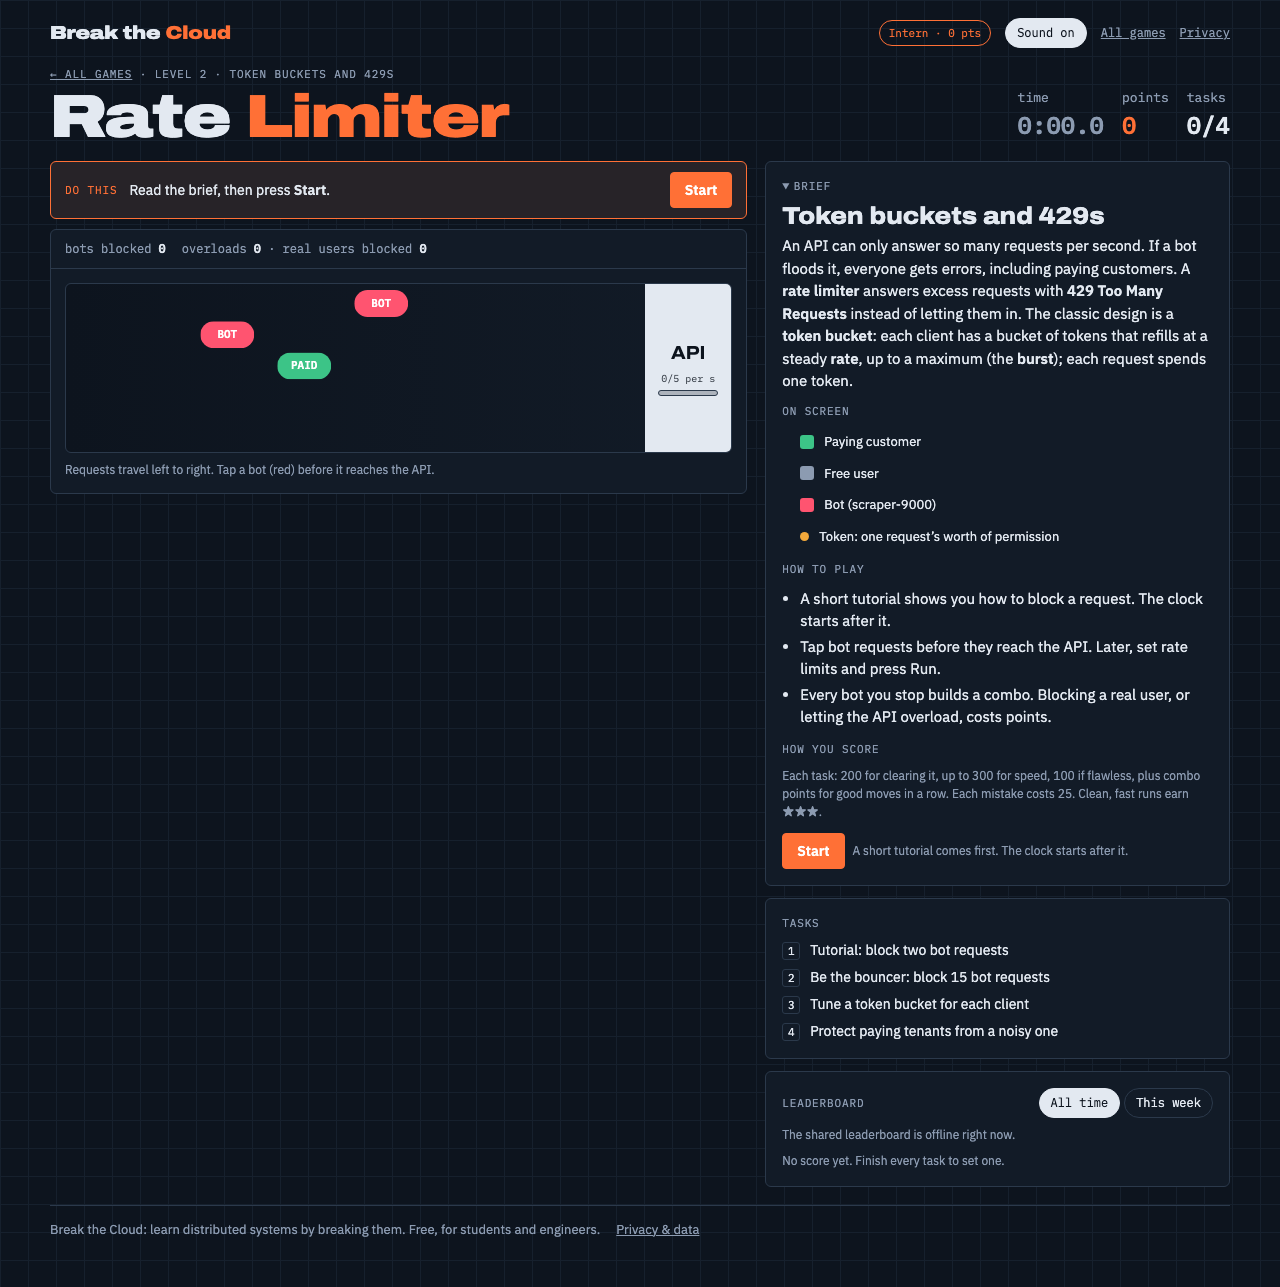 Break the Cloud
Intern · 0 pts
Sound on
All games
Privacy
← ALL GAMES · LEVEL 2 · TOKEN BUCKETS AND 429S
Rate Limiter
time
0:00.0
points
0
tasks
0/4
DO THIS Read the brief, then press Start.
Start
bots blocked 0 overloads 0 · real users blocked 0
BOT
BOT
PAID
API
0/5 per s
Requests travel left to right. Tap a bot (red) before it reaches the API.
▼ BRIEF
Token buckets and 429s
An API can only answer so many requests per second. If a bot
floods it, everyone gets errors, including paying customers. A
rate limiter answers excess requests with 429 Too Many
Requests instead of letting them in. The classic design is a
token bucket: each client has a bucket of tokens that refills at a
steady rate, up to a maximum (the burst); each request spends
one token.
ON SCREEN
Paying customer
Free user
Bot (scraper-9000)
Token: one request’s worth of permission
HOW TO PLAY
• A short tutorial shows you how to block a request. The clock
starts after it.
• Tap bot requests before they reach the API. Later, set rate
limits and press Run.
• Every bot you stop builds a combo. Blocking a real user, or
letting the API overload, costs points.
HOW YOU SCORE
Each task: 200 for clearing it, up to 300 for speed, 100 if flawless, plus combo
points for good moves in a row. Each mistake costs 25. Clean, fast runs earn
★★★.
Start
A short tutorial comes first. The clock starts after it.
TASKS
1 Tutorial: block two bot requests
2 Be the bouncer: block 15 bot requests
3 Tune a token bucket for each client
4 Protect paying tenants from a noisy one
LEADERBOARD
All time
This week
The shared leaderboard is offline right now.
No score yet. Finish every task to set one.
Break the Cloud: learn distributed systems by breaking them. Free, for students and engineers.
Privacy & data